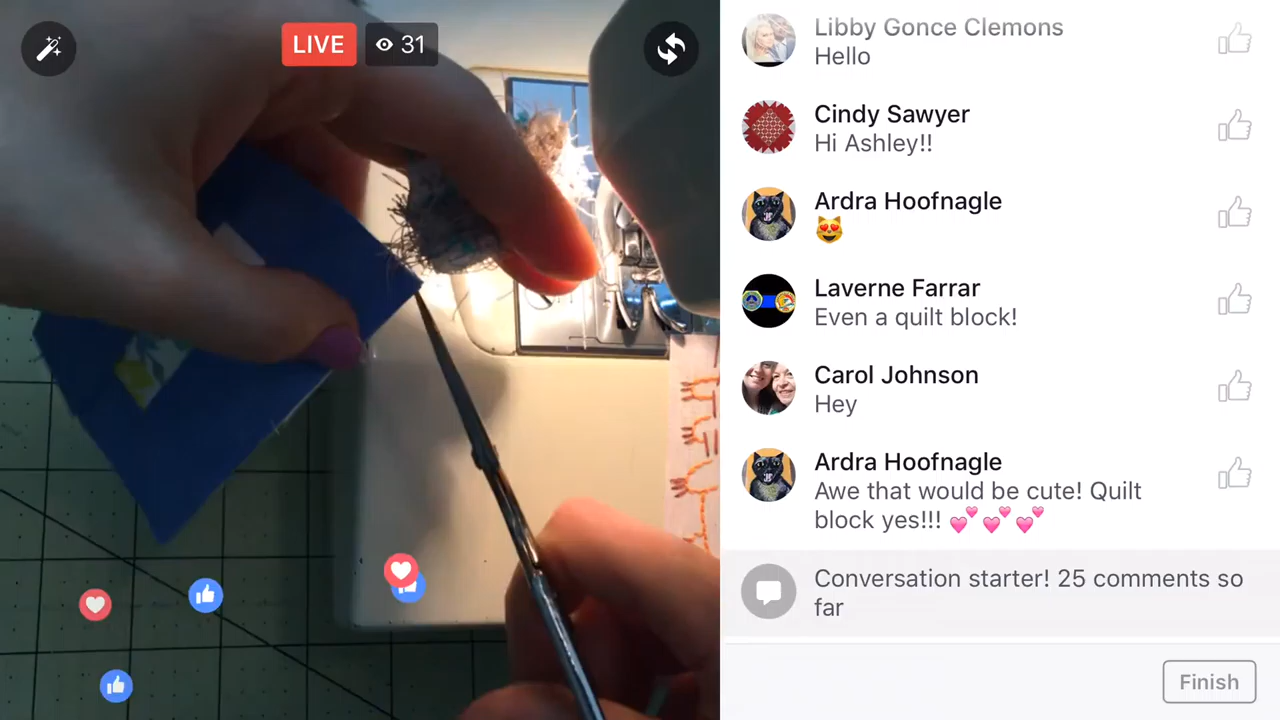 LIVE
31
Libby Gonce Clemons
Hello
Cindy Sawyer
Hi Ashley!!
Ardra Hoofnagle
😻
Laverne Farrar
Even a quilt block!
Carol Johnson
Hey
Ardra Hoofnagle
Awe that would be cute! Quilt
block yes!!! 💕💕💕
Conversation starter! 25 comments so
far
Finish